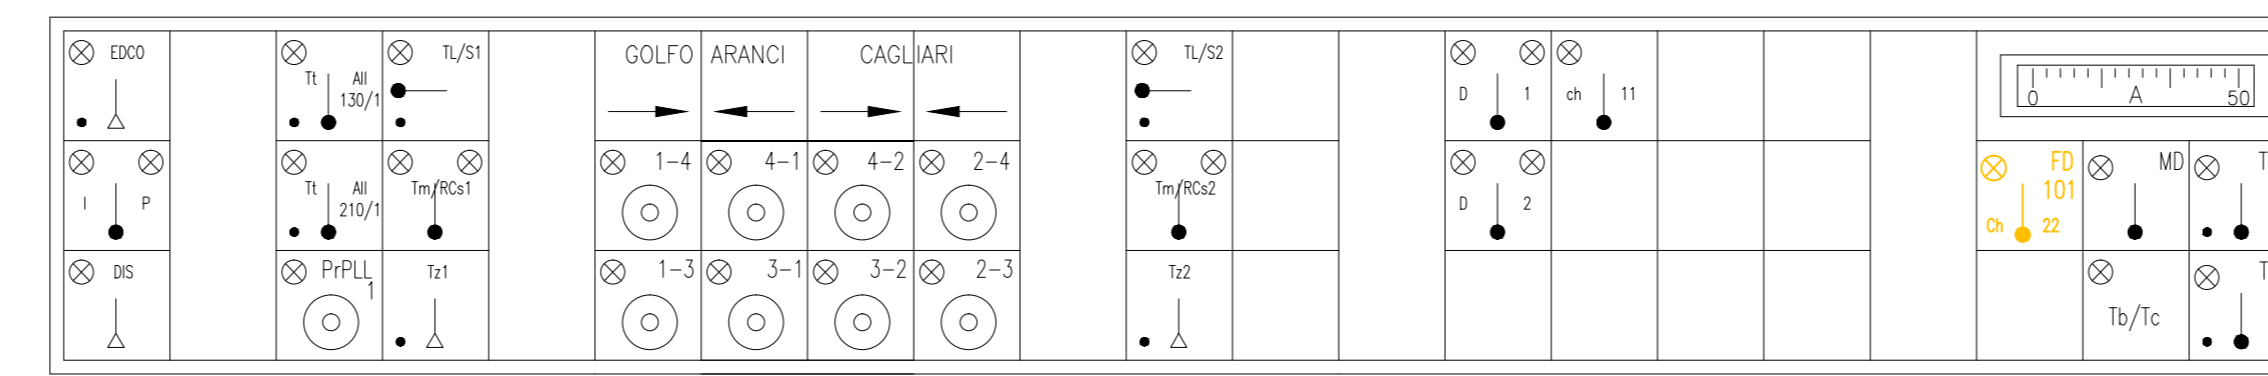 EDCO
Tt All
130/1
TL/S1
GOLFO ARANCI CAGLIARI
TL/S2
D 1
ch 11
0 A 50
I P
Tt All
210/1
Tm/RCs1
1-4
4-1
4-2
2-4
Tm/RCs2
D 2
FD
101
Ch 22
MD
T
DIS
PrPLL
1
Tz1
1-3
3-1
3-2
2-3
Tz2
Tb/Tc
T